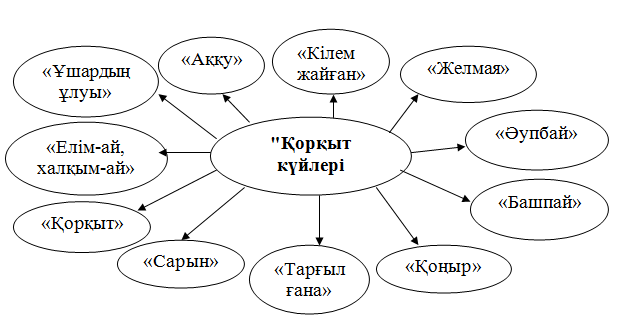 «Ұшардың
ұлуы»
«Аққу»
«Кілем
жайған»
«Желмая»
«Әупбай»
«Елім-ай,
халқым-ай»
"Қорқыт
күйлері
«Башпай»
«Қорқыт»
«Сарын»
«Тарғыл
ғана»
«Қоңыр»